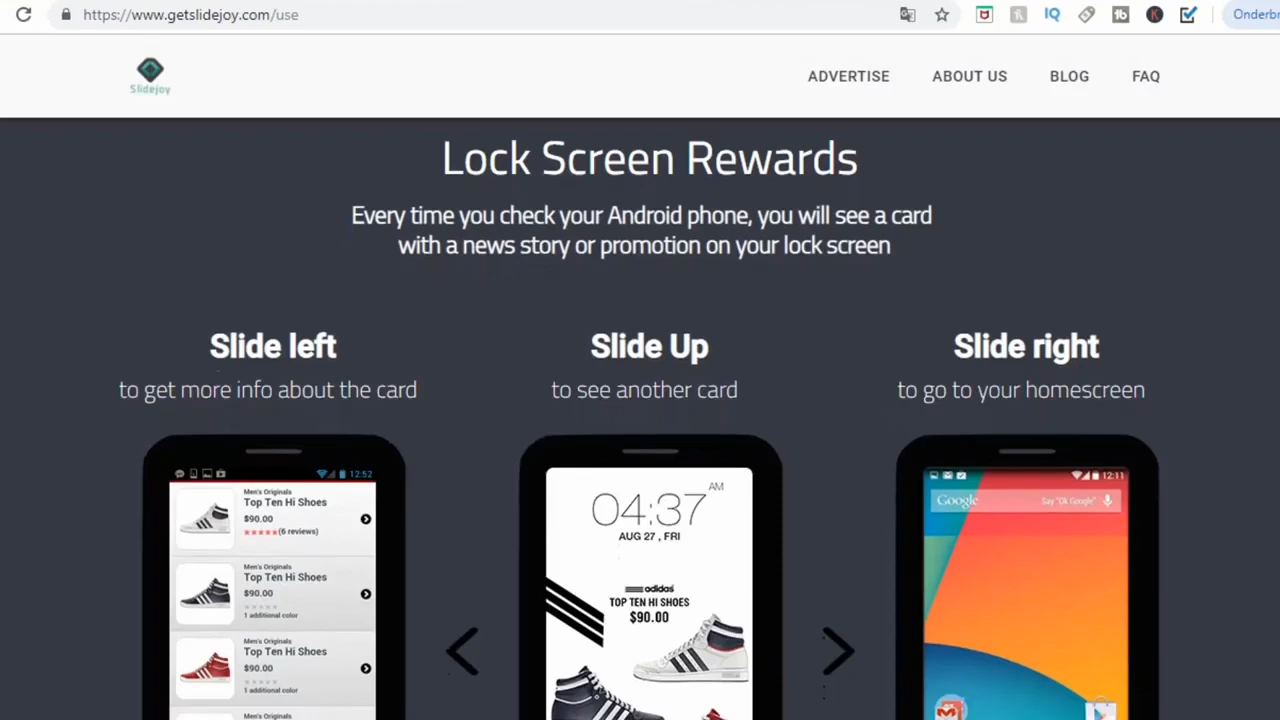 https://www.getslidejoy.com/use
Onderbr
Slidejoy
ADVERTISE
ABOUT US
BLOG
FAQ
Lock Screen Rewards
Every time you check your Android phone, you will see a card
with a news story or promotion on your lock screen
Slide left
to get more info about the card
Slide Up
to see another card
Slide right
to go to your homescreen
12:52
Men's Originals
Top Ten Hi Shoes
$90.00
(6 reviews)
Men's Originals
Top Ten Hi Shoes
$90.00
1 additional color
Men's Originals
Top Ten Hi Shoes
$90.00
1 additional color
Men's Originals
04:37 AM
AUG 27 , FRI
adidas
TOP TEN HI SHOES
$90.00
12:11
Google
Say "Ok Google"